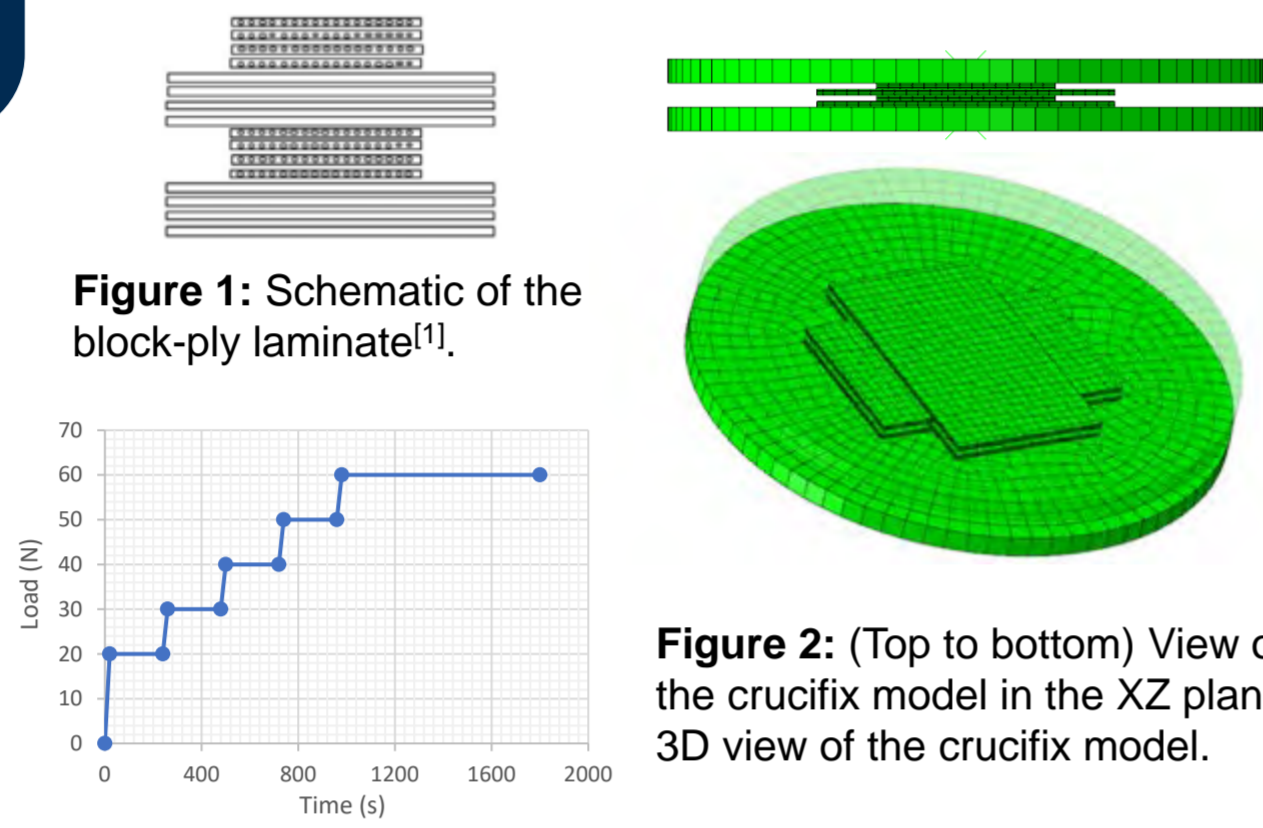 Figure 1: Schematic of the
block-ply laminate[1].
70
60
50
40
30
20
10
0
Load (N)
0 400 800 1200 1600 2000
Time (s)
Figure 2: (Top to bottom) View
the crucifix model in the XZ plan
3D view of the crucifix model.